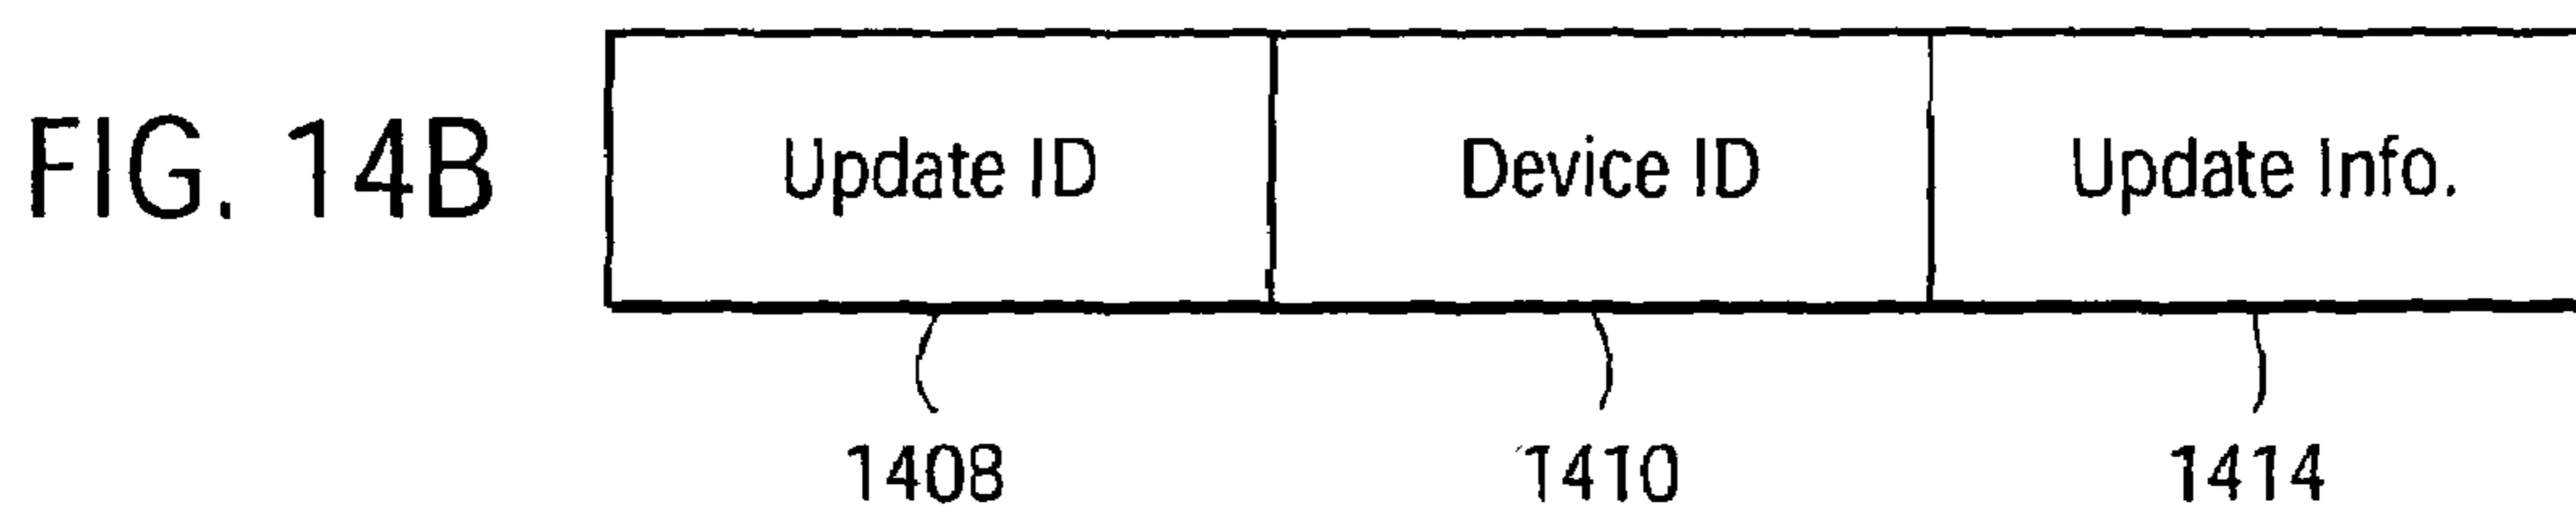 FIG. 14B
Update ID
Device ID
Update Info.
1408
1410
1414